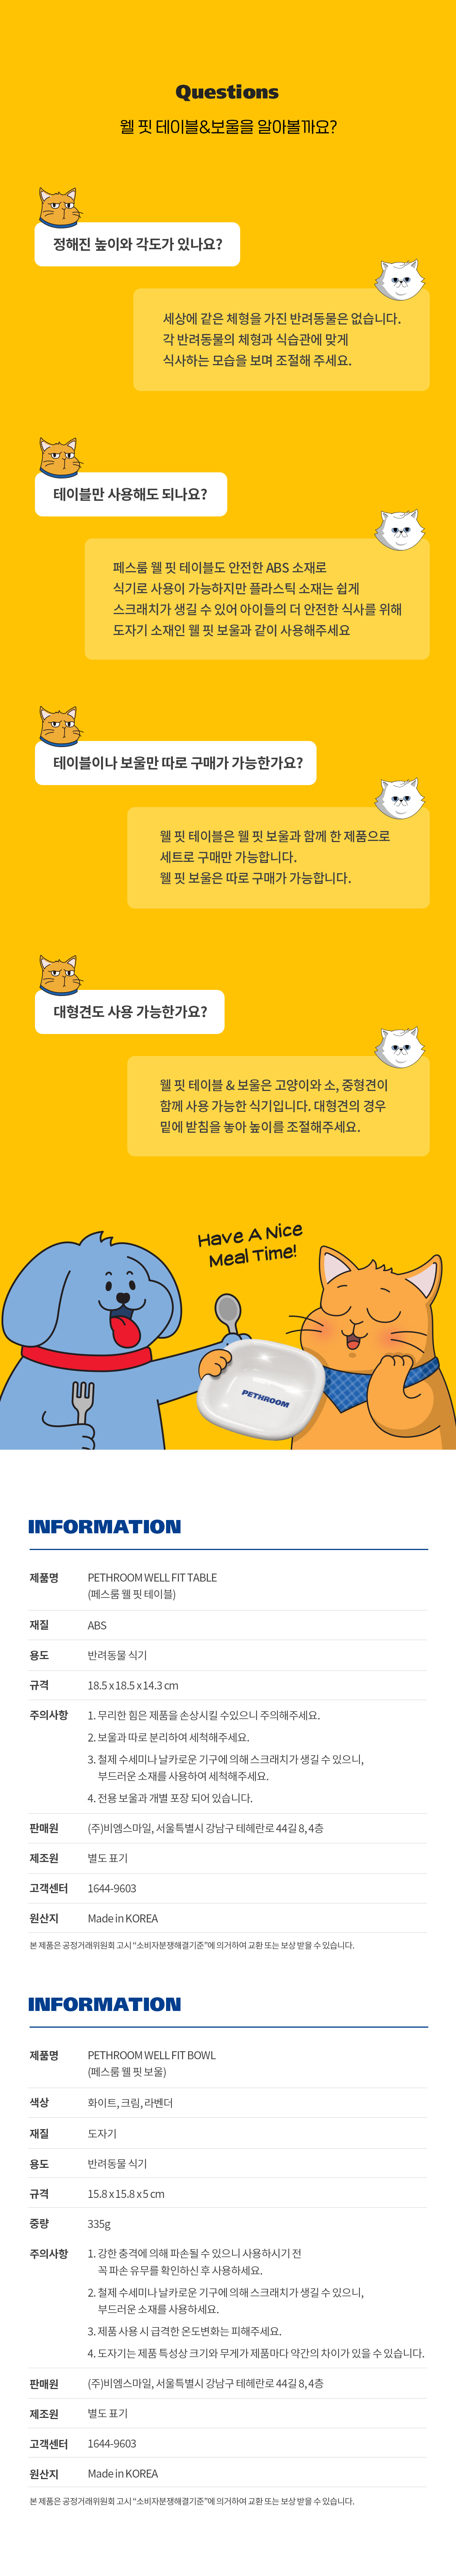 Questions
웰 핏 테이블&보울을 알아볼까요?
정해진 높이와 각도가 있나요?
세상에 같은 체형을 가진 반려동물은 없습니다.
각 반려동물의 체형과 식습관에 맞게
식사하는 모습을 보며 조절해 주세요.
테이블만 사용해도 되나요?
페스룸 웰 핏 테이블도 안전한 ABS 소재로
식기로 사용이 가능하지만 플라스틱 소재는 쉽게
스크래치가 생길 수 있어 아이들의 더 안전한 식사를 위해
도자기 소재인 웰 핏 보울과 같이 사용해주세요
테이블이나 보울만 따로 구매가 가능한가요?
웰 핏 테이블은 웰 핏 보울과 함께 한 제품으로
세트로 구매만 가능합니다.
웰 핏 보울은 따로 구매가 가능합니다.
대형견도 사용 가능한가요?
웰 핏 테이블 & 보울은 고양이와 소, 중형견이
함께 사용 가능한 식기입니다. 대형견의 경우
밑에 받침을 놓아 높이를 조절해주세요.
Have A Nice
Meal Time!
PETHROOM
INFORMATION
제품명 PETHROOM WELL FIT TABLE
(페스룸 웰 핏 테이블)
재질 ABS
용도 반려동물 식기
규격 18.5 x 18.5 x 14.3 cm
주의사항 1. 무리한 힘은 제품을 손상시킬 수있으니 주의해주세요.
2. 보울과 따로 분리하여 세척해주세요.
3. 철제 수세미나 날카로운 기구에 의해 스크래치가 생길 수 있으니,
부드러운 소재를 사용하여 세척해주세요.
4. 전용 보울과 개별 포장 되어 있습니다.
판매원 (주)비엠스마일, 서울특별시 강남구 테헤란로 44길 8, 4층
제조원 별도 표기
고객센터 1644-9603
원산지 Made in KOREA
본 제품은 공정거래위원회 고시 “소비자분쟁해결기준”에 의거하여 교환 또는 보상 받을 수 있습니다.
INFORMATION
제품명 PETHROOM WELL FIT BOWL
(페스룸 웰 핏 보울)
색상 화이트, 크림, 라벤더
재질 도자기
용도 반려동물 식기
규격 15.8 x 15.8 x 5 cm
중량 335g
주의사항 1. 강한 충격에 의해 파손될 수 있으니 사용하시기 전
꼭 파손 유무를 확인하신 후 사용하세요.
2. 철제 수세미나 날카로운 기구에 의해 스크래치가 생길 수 있으니,
부드러운 소재를 사용하세요.
3. 제품 사용 시 급격한 온도변화는 피해주세요.
4. 도자기는 제품 특성상 크기와 무게가 제품마다 약간의 차이가 있을 수 있습니다.
판매원 (주)비엠스마일, 서울특별시 강남구 테헤란로 44길 8, 4층
제조원 별도 표기
고객센터 1644-9603
원산지 Made in KOREA
본 제품은 공정거래위원회 고시 “소비자분쟁해결기준”에 의거하여 교환 또는 보상 받을 수 있습니다.